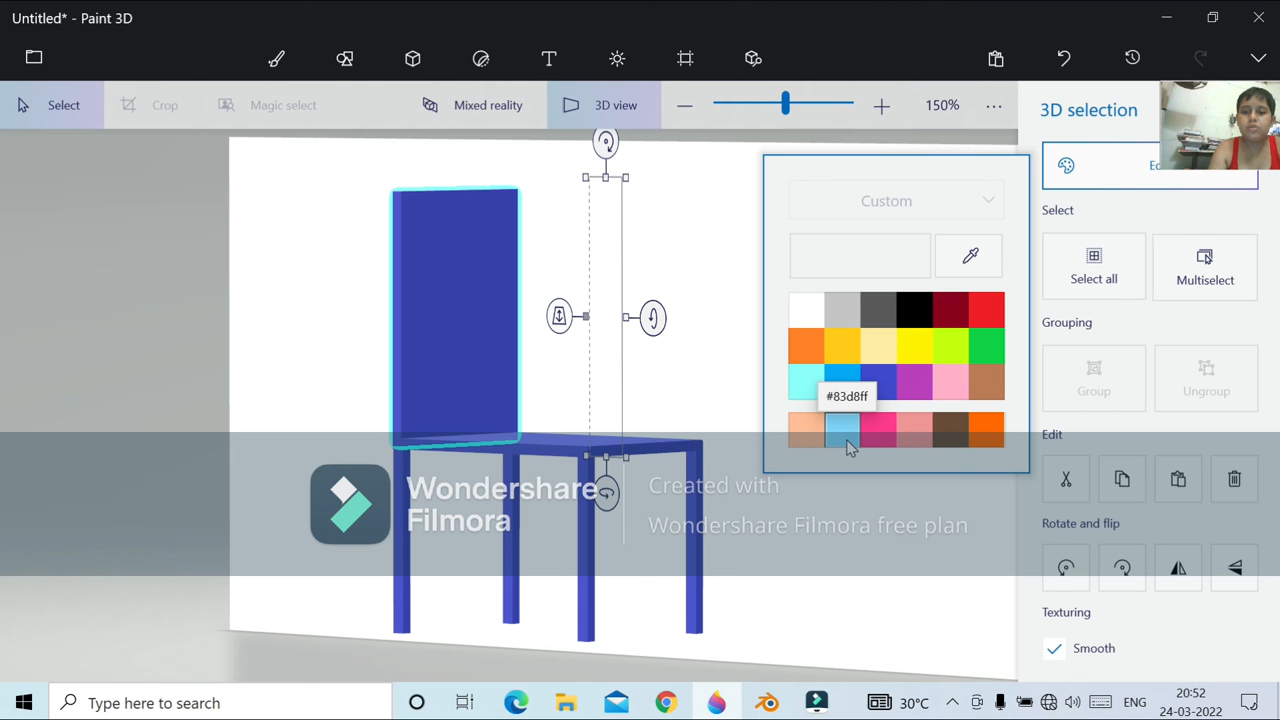 Untitled* - Paint 3D
Select
Crop
Magic select
Mixed reality
3D view
150%
3D selection
Custom
Select
Select all
Multiselect
Grouping
Group
Ungroup
#83d8ff
Edit
Wondershare
Filmora
Created with
Wondershare Filmora free plan
Rotate and flip
Texturing
Smooth
Type here to search
30°C
ENG
20:52
24-03-2022